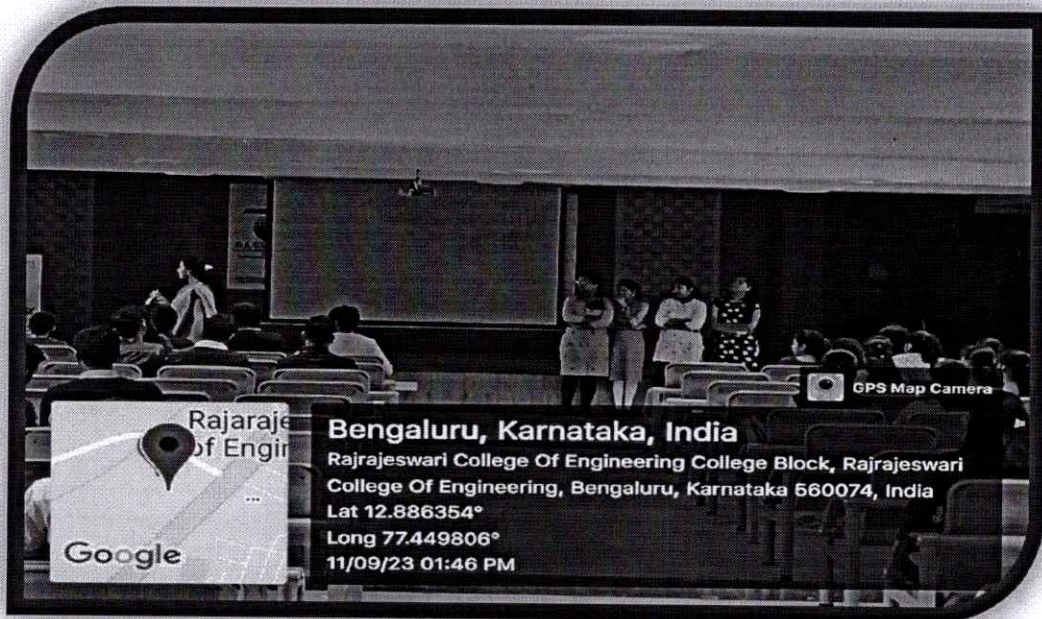 GPS Map Camera
Rajaraje
of Engir
Google
Bengaluru, Karnataka, India
Rajrajeswari College Of Engineering College Block, Rajrajeswari
College Of Engineering, Bengaluru, Karnataka 560074, India
Lat 12.886354°
Long 77.449806°
11/09/23 01:46 PM